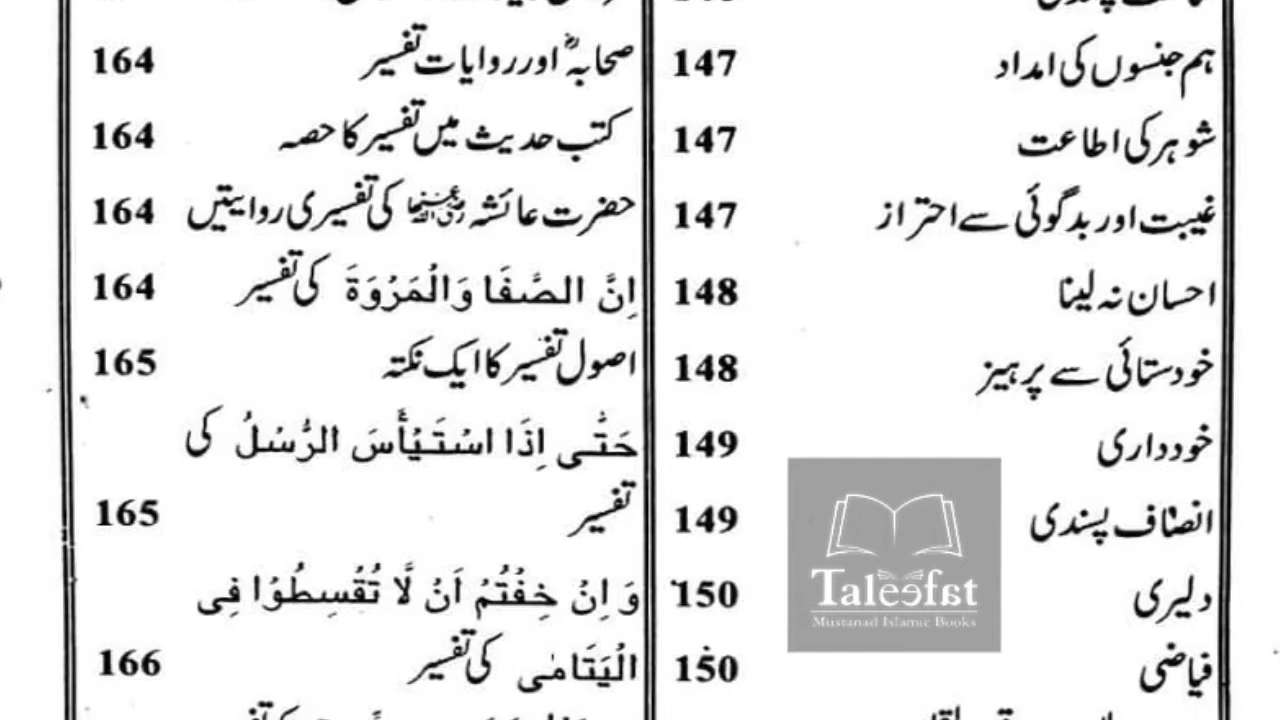 ہم جنسوں کی امداد 147
شوہر کی اطاعت 147
غیبت اور بدگوئی سے احتراز 147
احسان نہ لینا 148
خودستائی سے پرہیز 148
خودداری 149
انصاف پسندی 149
دلیری 150
فیاضی 150
صحابہؓ اور روایات تفسیر 164
کتب حدیث میں تفسیر کا حصہ 164
حضرت عائشہ رضی اللہ عنہا کی تفسیری روایتیں 164
اِنَّ الصَّفَا وَالْمَرْوَةَ کی تفسیر 164
اصول تفسیر کا ایک نکتہ 165
حَتّٰى اِذَا اسْتَيْأَسَ الرُّسُلُ کی
تفسیر 165
وَ اِنْ خِفْتُمْ اَنْ لَّا تُقْسِطُوْا فِى
الْيَتَامٰى کی تفسیر 166
Taleefat
Mustanad Islamic Books